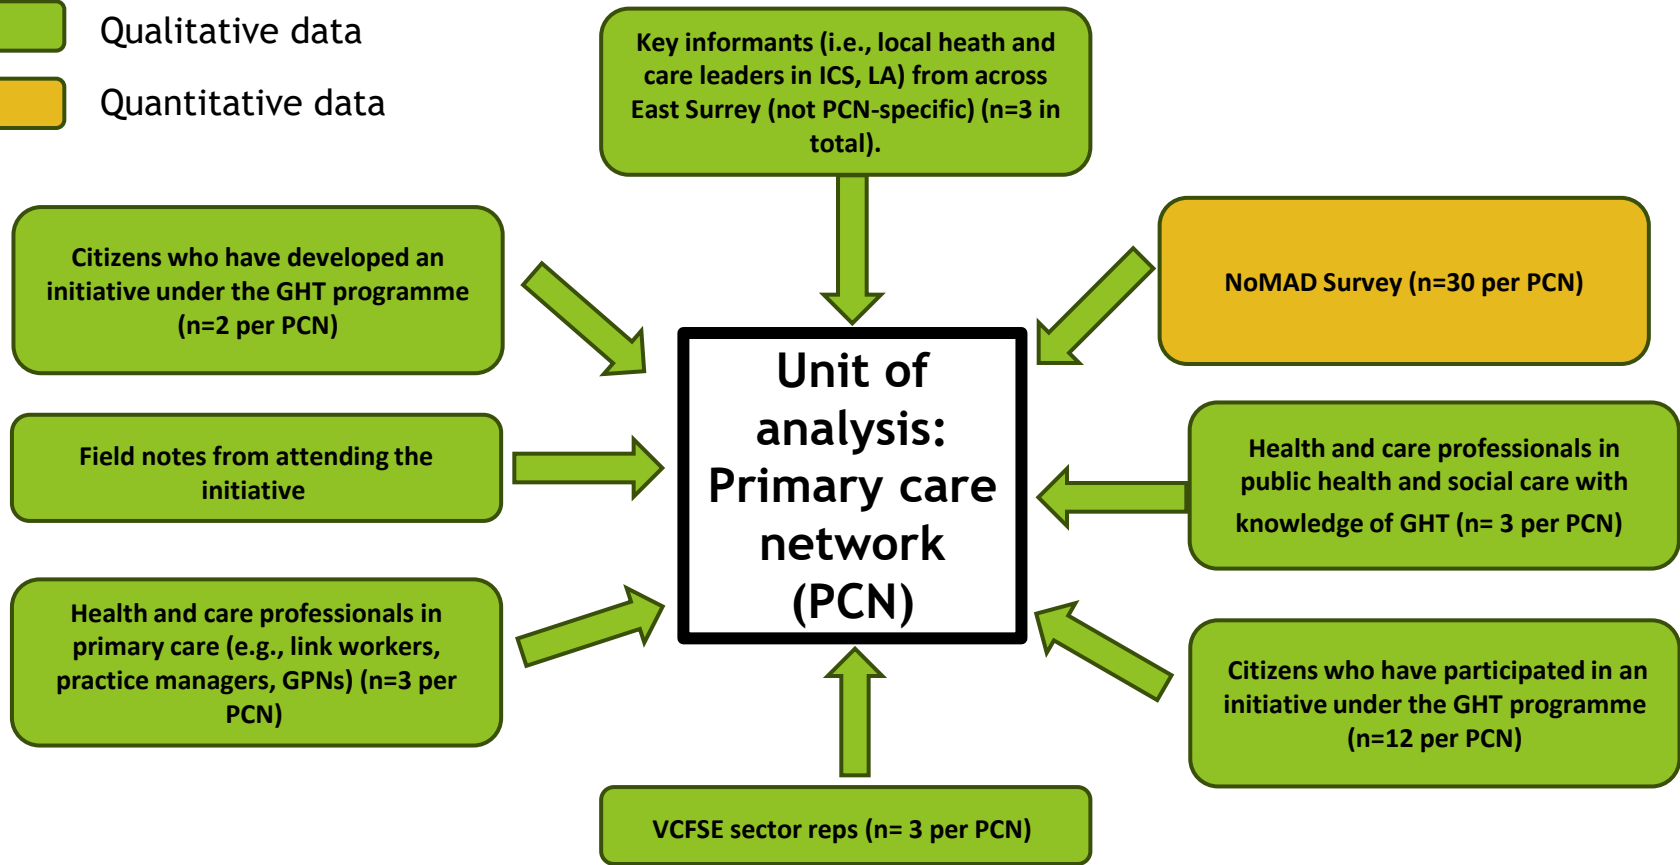 Qualitative data
Quantitative data
Key informants (i.e., local heath and
care leaders in ICS, LA) from across
East Surrey (not PCN-specific) (n=3 in
total).
Citizens who have developed an
initiative under the GHT programme
(n=2 per PCN)
NoMAD Survey (n=30 per PCN)
Field notes from attending the
initiative
Unit of
analysis:
Primary care
network
(PCN)
Health and care professionals in
public health and social care with
knowledge of GHT (n= 3 per PCN)
Health and care professionals in
primary care (e.g., link workers,
practice managers, GPNs) (n=3 per
PCN)
Citizens who have participated in an
initiative under the GHT programme
(n=12 per PCN)
VCFSE sector reps (n= 3 per PCN)